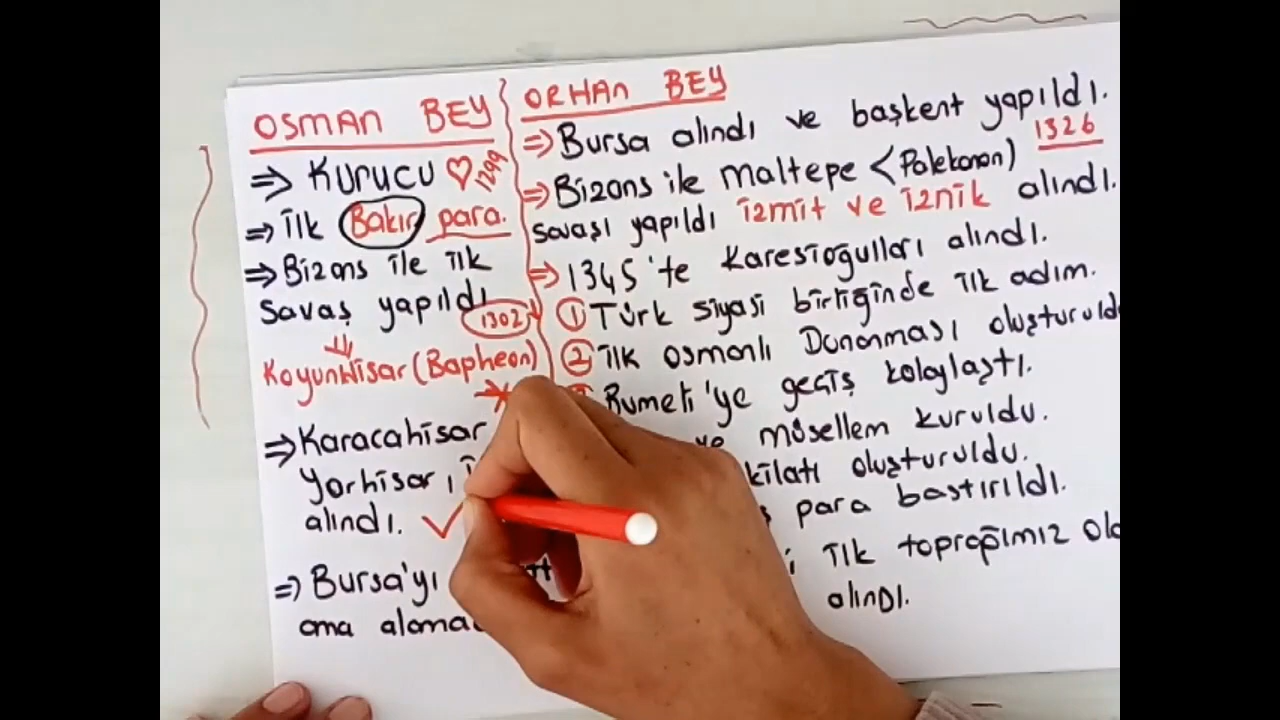 OSMAN BEY
⇒ Kurucu ♡ 1299
⇒ İlk Bakır para.
⇒ Bizans ile ilk
savaş yapıldı
1302
KoyunHisar (Bapheon)
⇒ Karacahisar
Yarhisar,
alındı. ✓
⇒ Bursa'yı
ama
ORHAN BEY
⇒ Bursa alındı ve başkent yapıldı.
1326
⇒ Bizans ile maltepe (Palekanon)
savaşı yapıldı İzmit ve İznik alındı.
⇒ 1345'te Karesioğulları alındı.
① Türk siyasi birliğinde ilk adım.
② İlk osmanlı Donanması
Rumeli'ye geçiş kolaylaştı.
ve müsellem kuruldu.
oluşturuldu.
para bastırıldı.
ilk toprağımız
alındı.